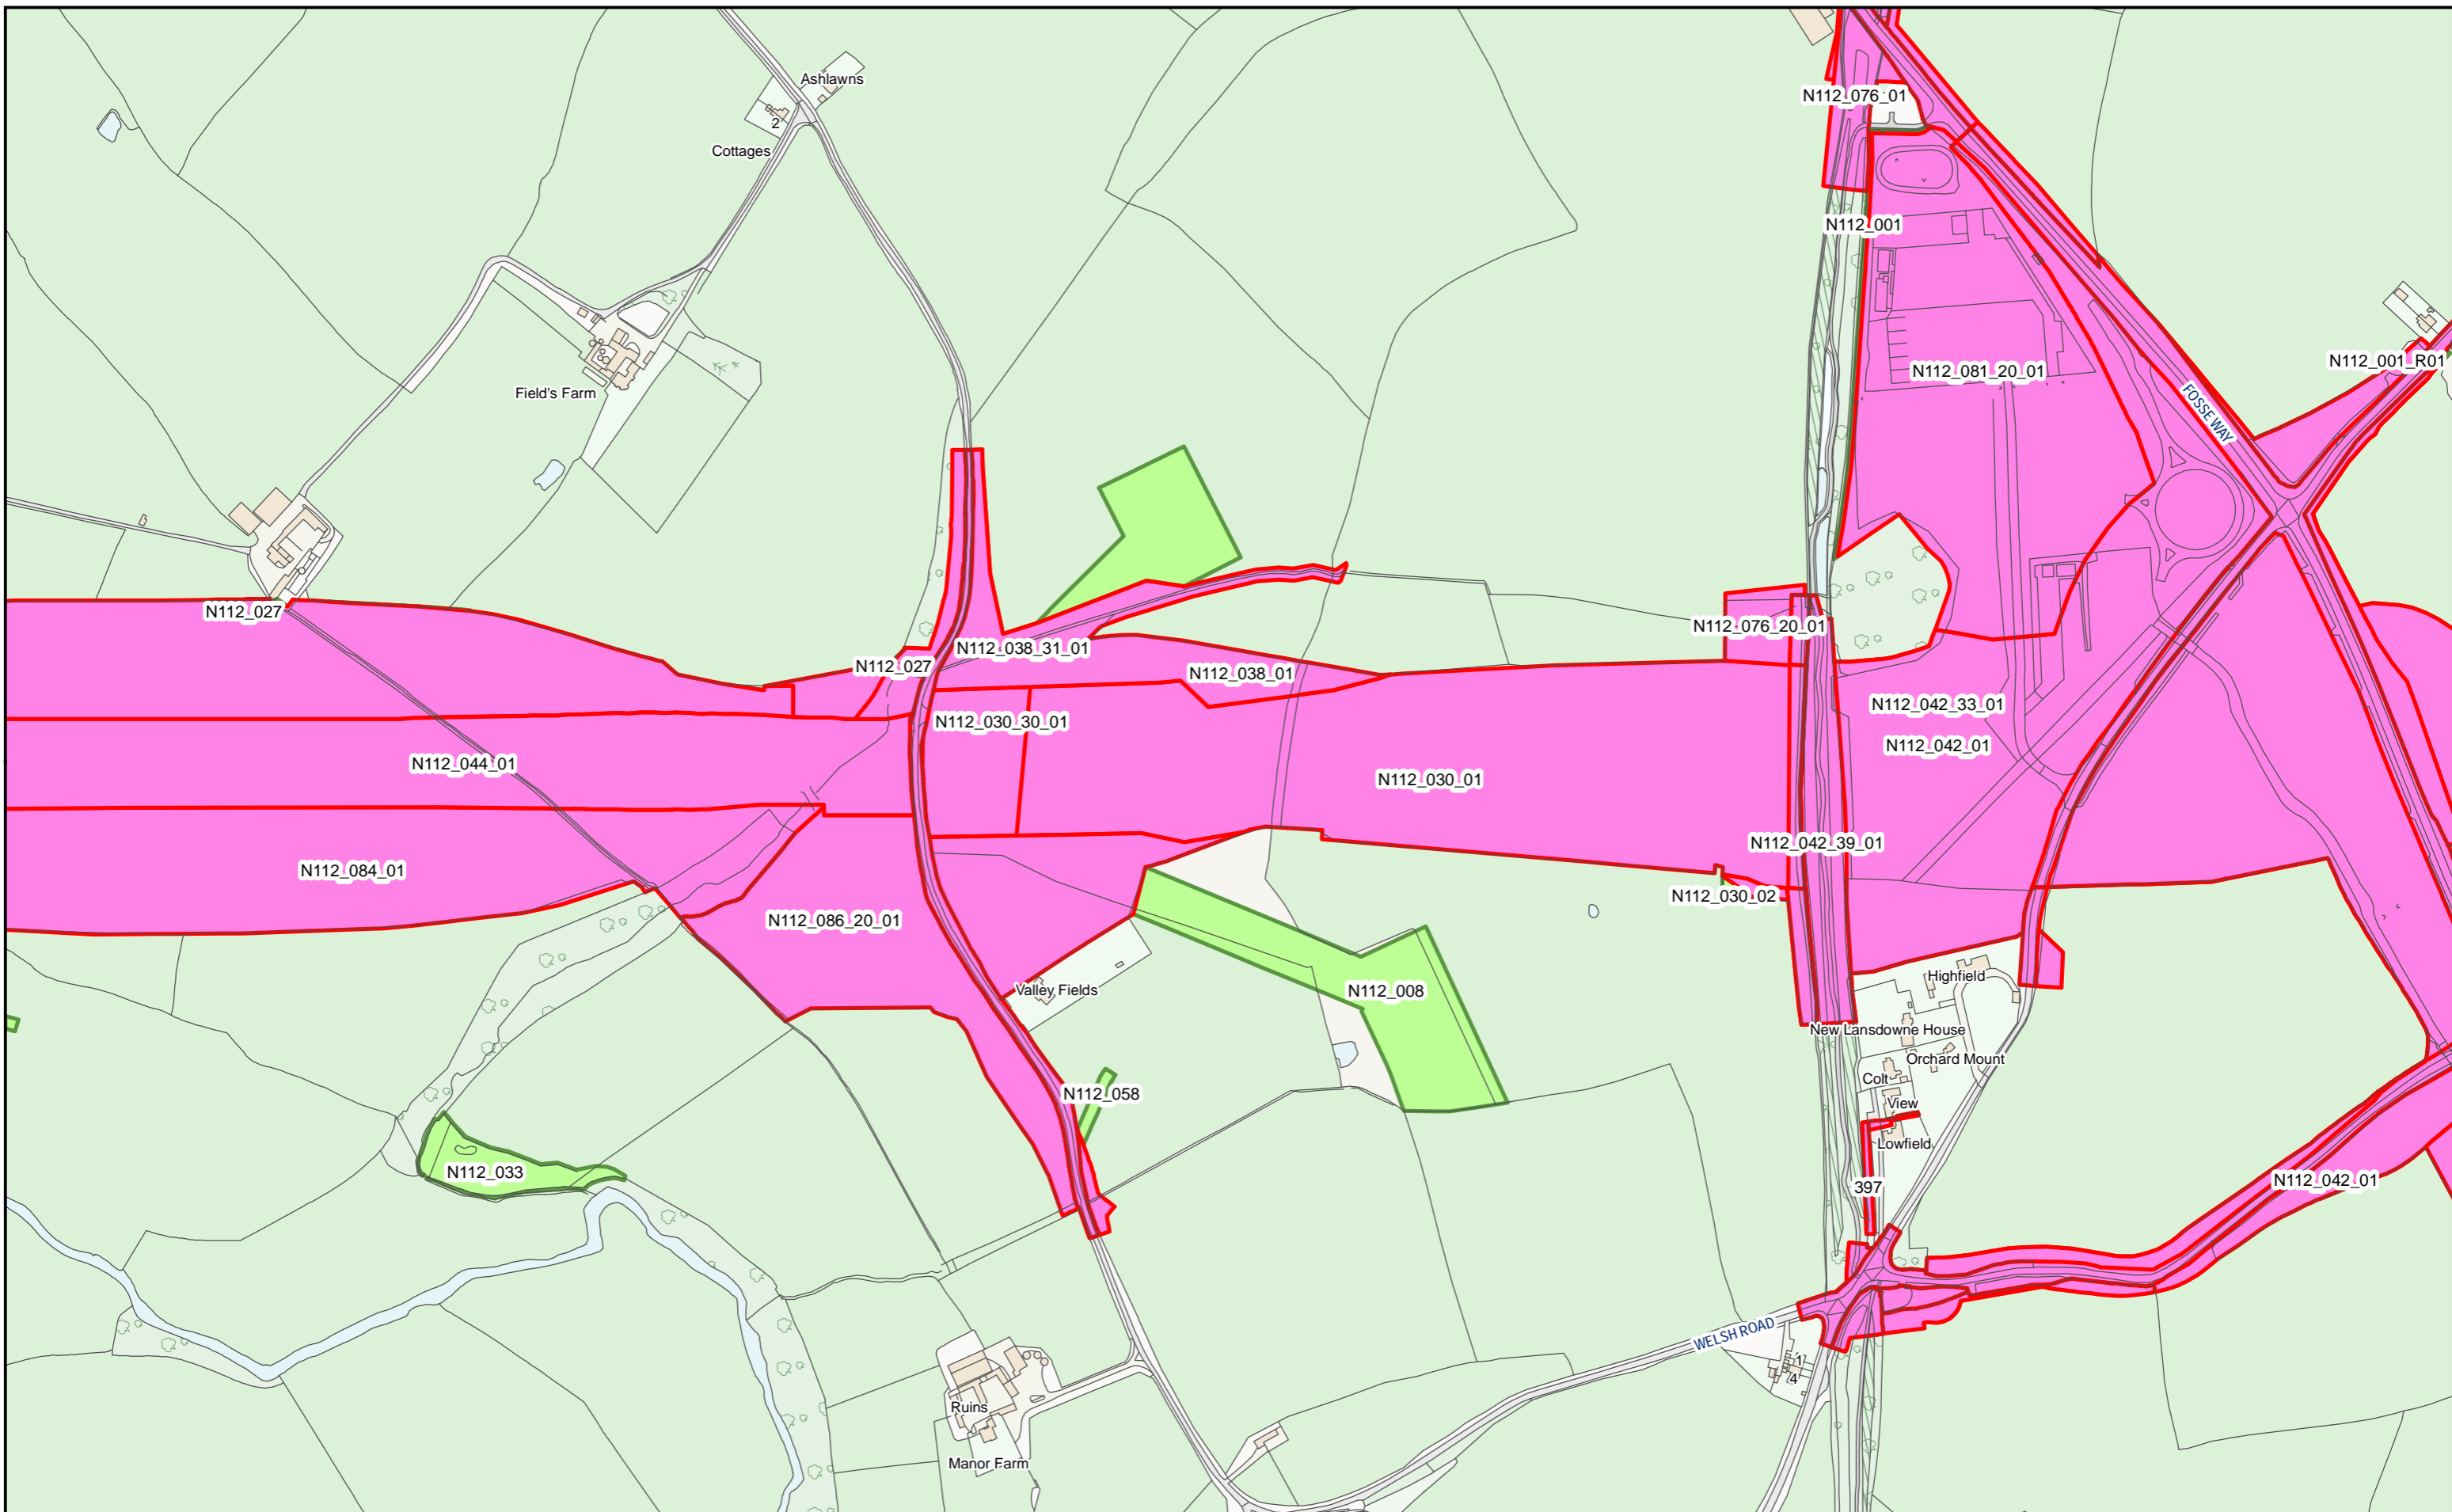 Ashlawns
N112_076_01
2
Cottages
N112_001
N112_001_R01
N112_081_20_01
Field's Farm
FOSSE WAY
N112_027
N112_076_20_01
N112_038_31_01
N112_027
N112_038_01
N112_042_33_01
N112_030_30_01
N112_042_01
N112_044_01
N112_030_01
N112_042_39_01
N112_084_01
N112_030_02
N112_086_20_01
Highfield
Valley Fields
N112_008
New Lansdowne House
Orchard Mount
Colt
N112_058
View
Lowfield
N112_033
N112_042_01
397
WELSH ROAD
1
4
Ruins
Manor Farm